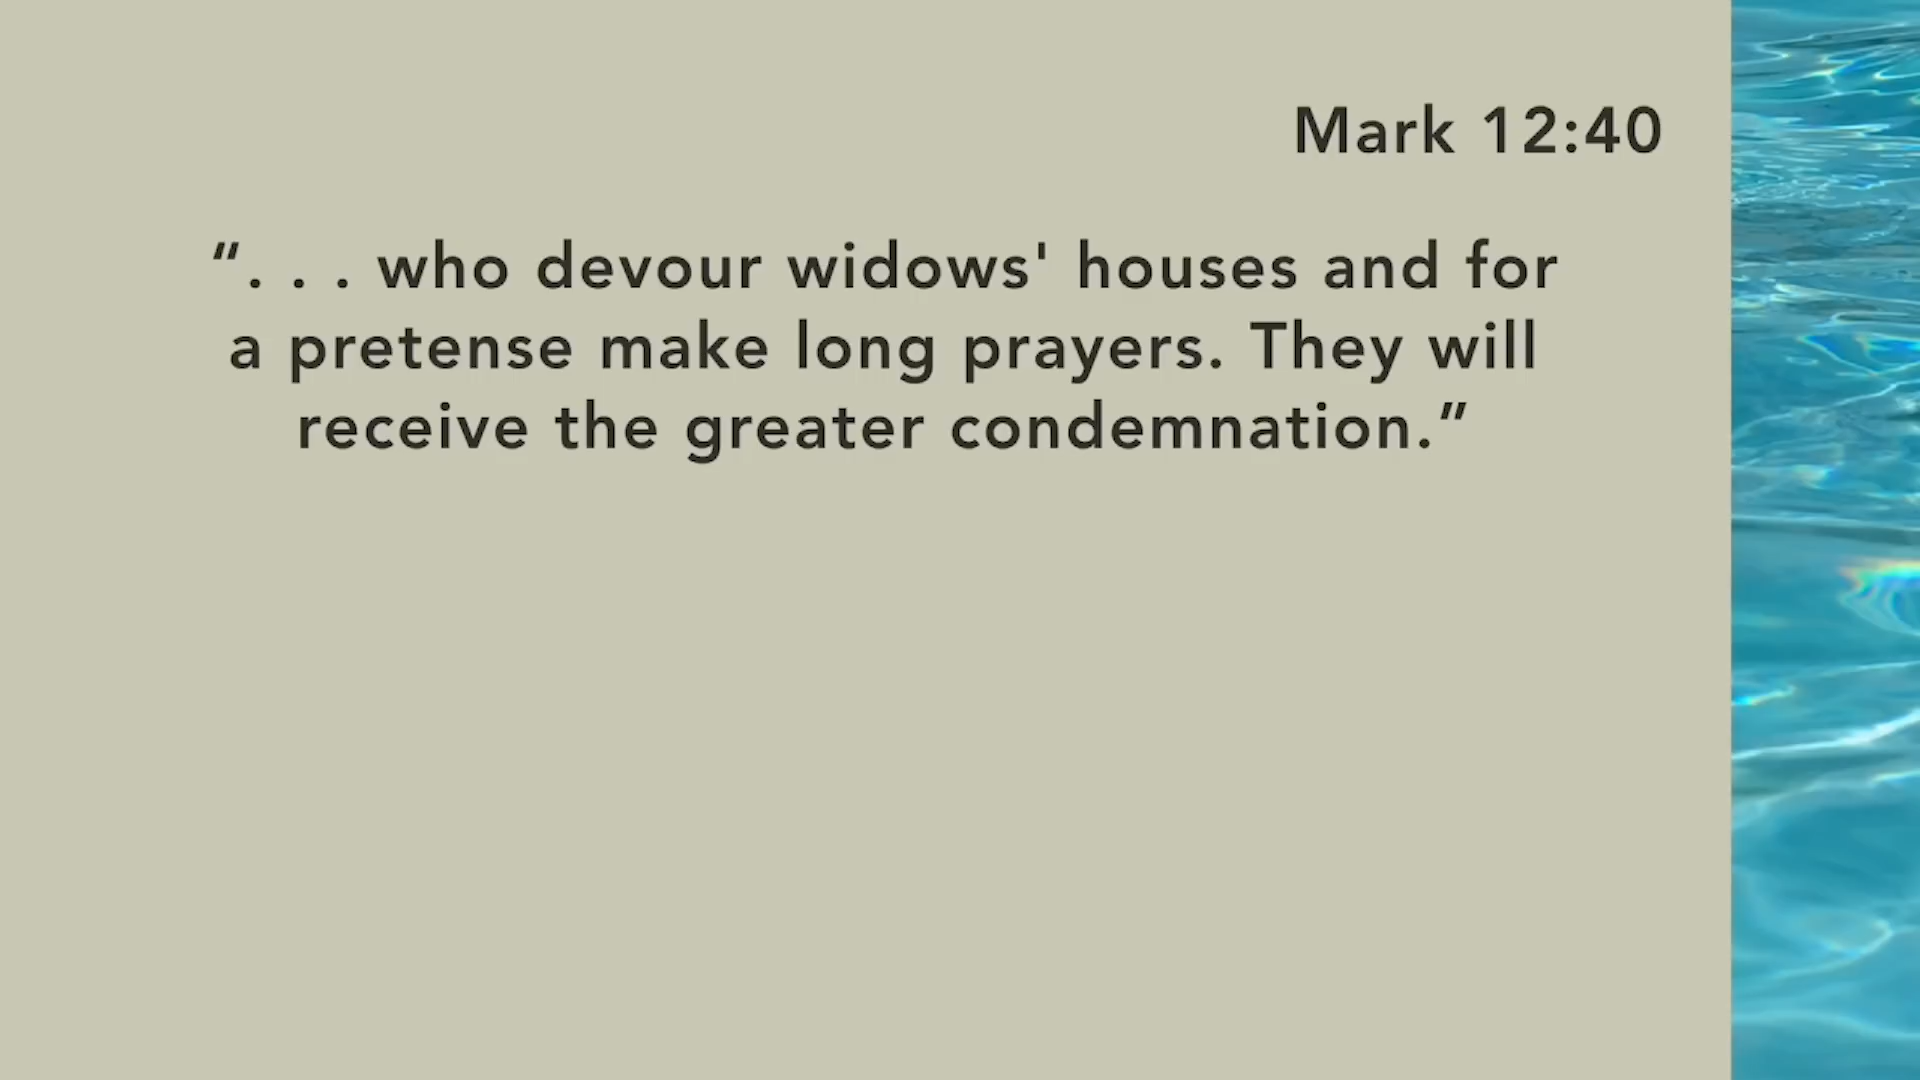 Mark 12:40
“. . . who devour widows' houses and for
a pretense make long prayers. They will
receive the greater condemnation.”